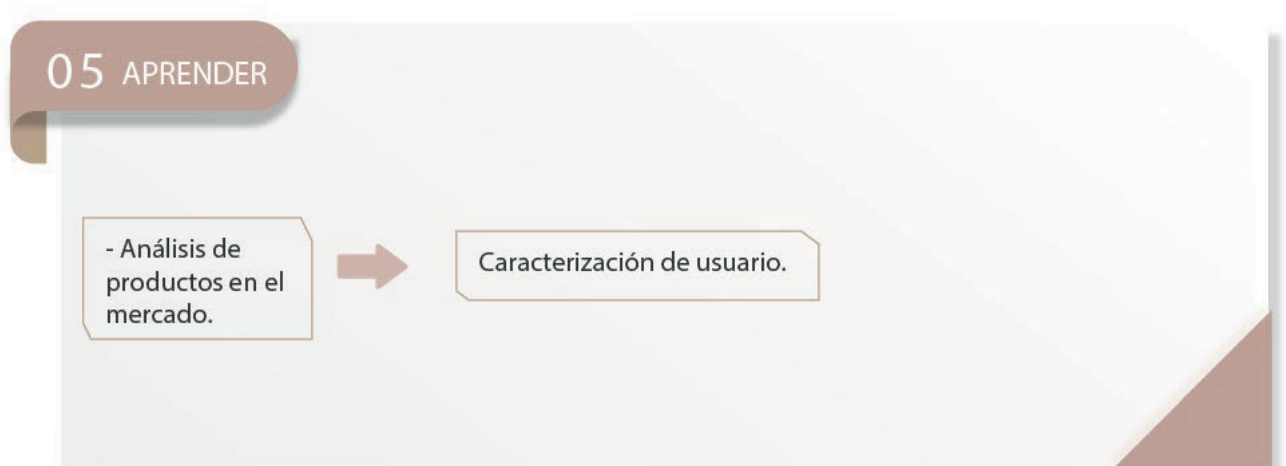 05 APRENDER
- Análisis de
productos en el
mercado.
Caracterización de usuario.